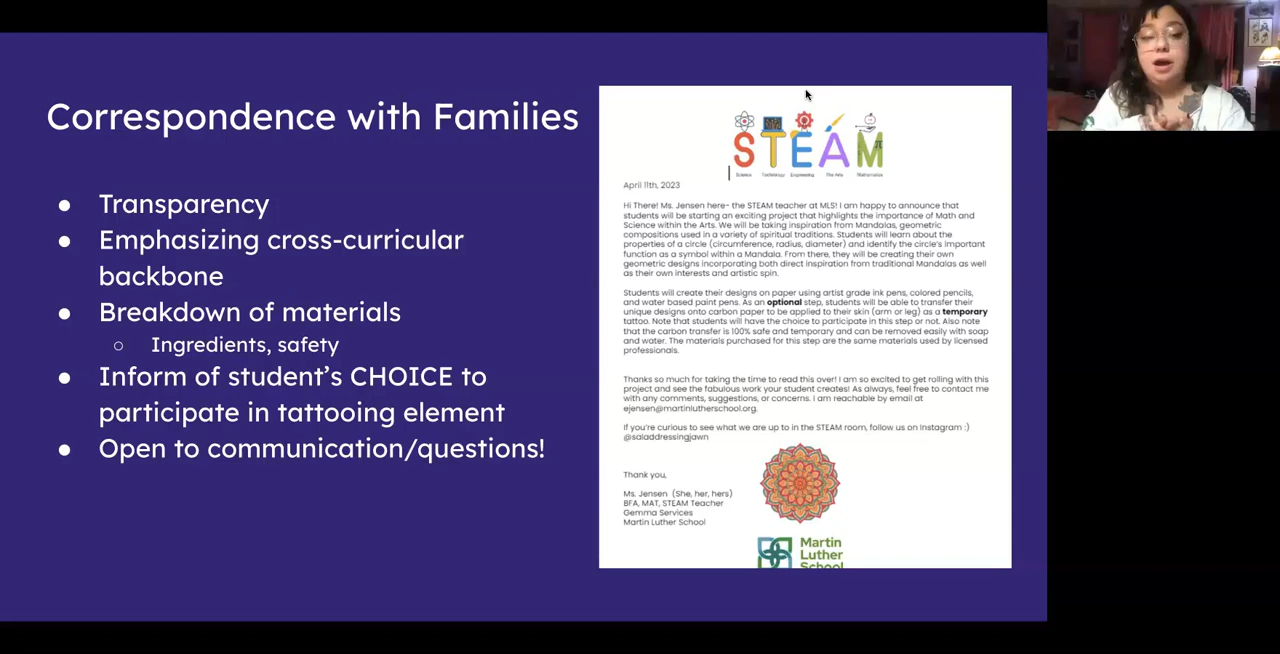 Correspondence with Families
● Transparency
● Emphasizing cross-curricular
backbone
● Breakdown of materials
○ Ingredients, safety
● Inform of student's CHOICE to
participate in tattooing element
● Open to communication/questions!
STEAM
Science Technology Engineering The Arts Mathematics
April 11th, 2023
Hi There! Ms. Jensen here- the STEAM teacher at MLS! I am happy to announce that
students will be starting an exciting project that highlights the importance of Math and
Science within the Arts. We will be taking inspiration from Mandalas, geometric
compositions used in a variety of spiritual traditions. Students will learn about the
properties of a circle (circumference, radius, diameter) and identify the circle's important
function as a symbol within a Mandala. From there, they will be creating their own
geometric designs incorporating both direct inspiration from traditional Mandalas as well
as their own interests and artistic spin.
Students will create their designs on paper using artist grade ink pens, colored pencils,
and water based paint pens. As an optional step, students will be able to transfer their
unique designs onto carbon paper to be applied to their skin (arm or leg) as a temporary
tattoo. Note that students will have the choice to participate in this step or not. Also note
that the carbon transfer is 100% safe and temporary and can be removed easily with soap
and water. The materials purchased for this step are the same materials used by licensed
professionals.
Thanks so much for taking the time to read this over! I am so excited to get rolling with this
project and see the fabulous work your student creates! As always, feel free to contact me
with any comments, suggestions, or concerns. I am reachable by email at
ejensen@martinlutherschool.org.
If you're curious to see what we are up to in the STEAM room, follow us on Instagram :)
@saladdressingjawn
Thank you,
Ms. Jensen (She, her, hers)
BFA, MAT, STEAM Teacher
Gemma Services
Martin Luther School
Martin
Luther
School